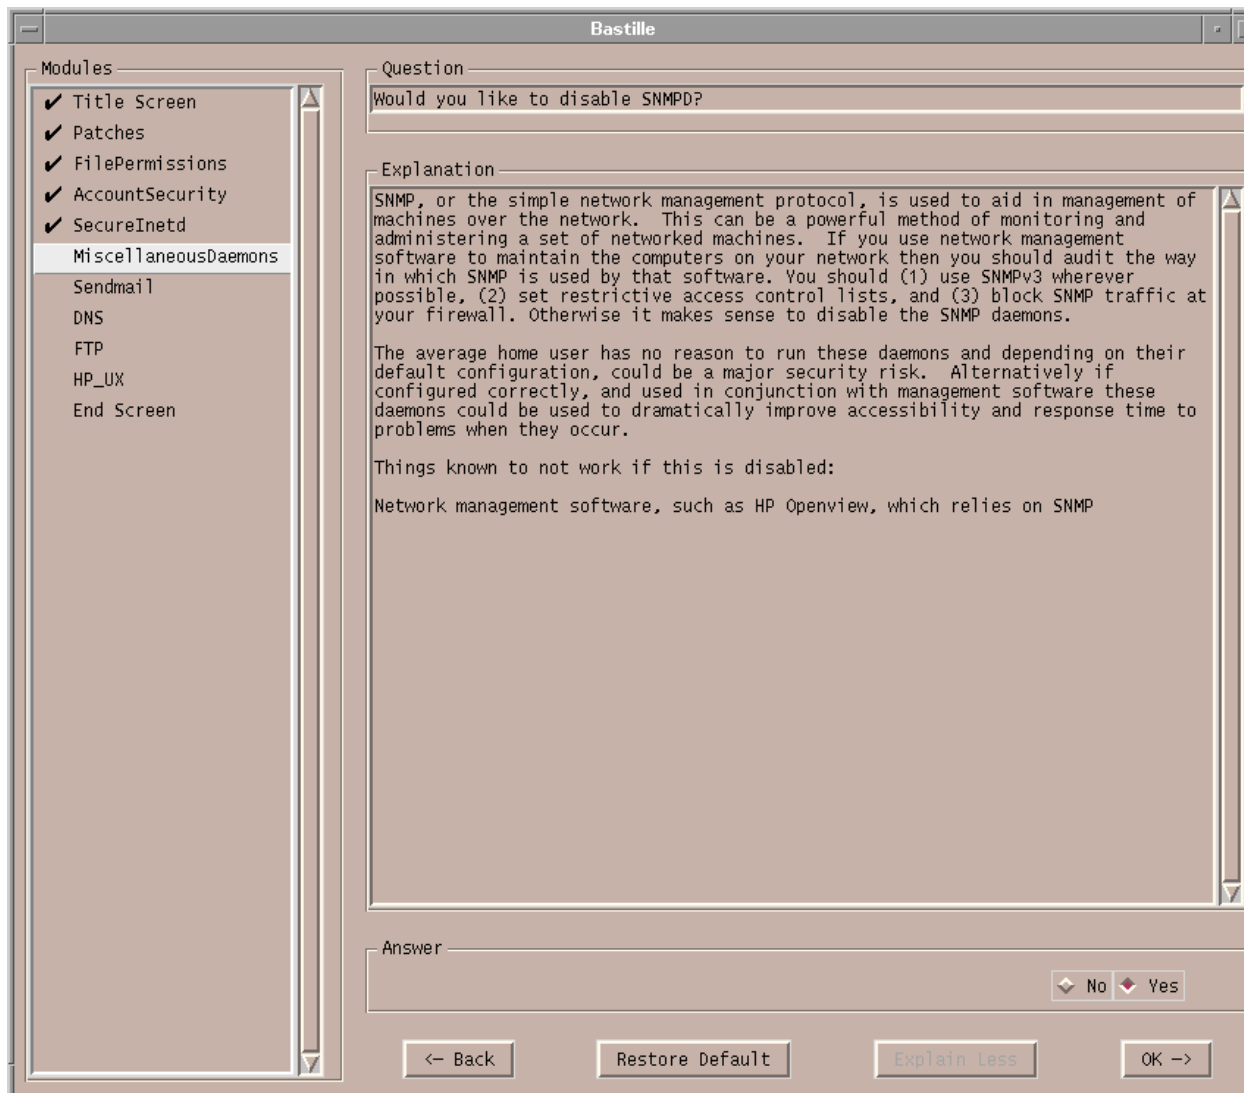 Bastille
Modules
Title Screen
Patches
FilePermissions
AccountSecurity
SecureInetd
MiscellaneousDaemons
Sendmail
DNS
FTP
HP_UX
End Screen
Question
Would you like to disable SNMPD?
Explanation
SNMP, or the simple network management protocol, is used to aid in management of
machines over the network.  This can be a powerful method of monitoring and
administering a set of networked machines.  If you use network management
software to maintain the computers on your network then you should audit the way
in which SNMP is used by that software. You should (1) use SNMPv3 wherever
possible, (2) set restrictive access control lists, and (3) block SNMP traffic at
your firewall. Otherwise it makes sense to disable the SNMP daemons.
The average home user has no reason to run these daemons and depending on their
default configuration, could be a major security risk.  Alternatively if
configured correctly, and used in conjunction with management software these
daemons could be used to dramatically improve accessibility and response time to
problems when they occur.
Things known to not work if this is disabled:
Network management software, such as HP Openview, which relies on SNMP
Answer
No Yes
<- Back Restore Default Explain Less OK ->